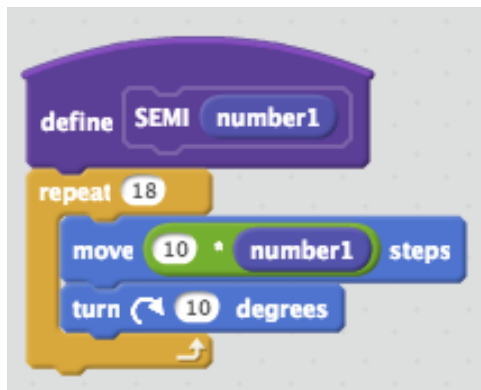 define SEMI number1
repeat 18
move 10 * number1 steps
turn 10 degrees